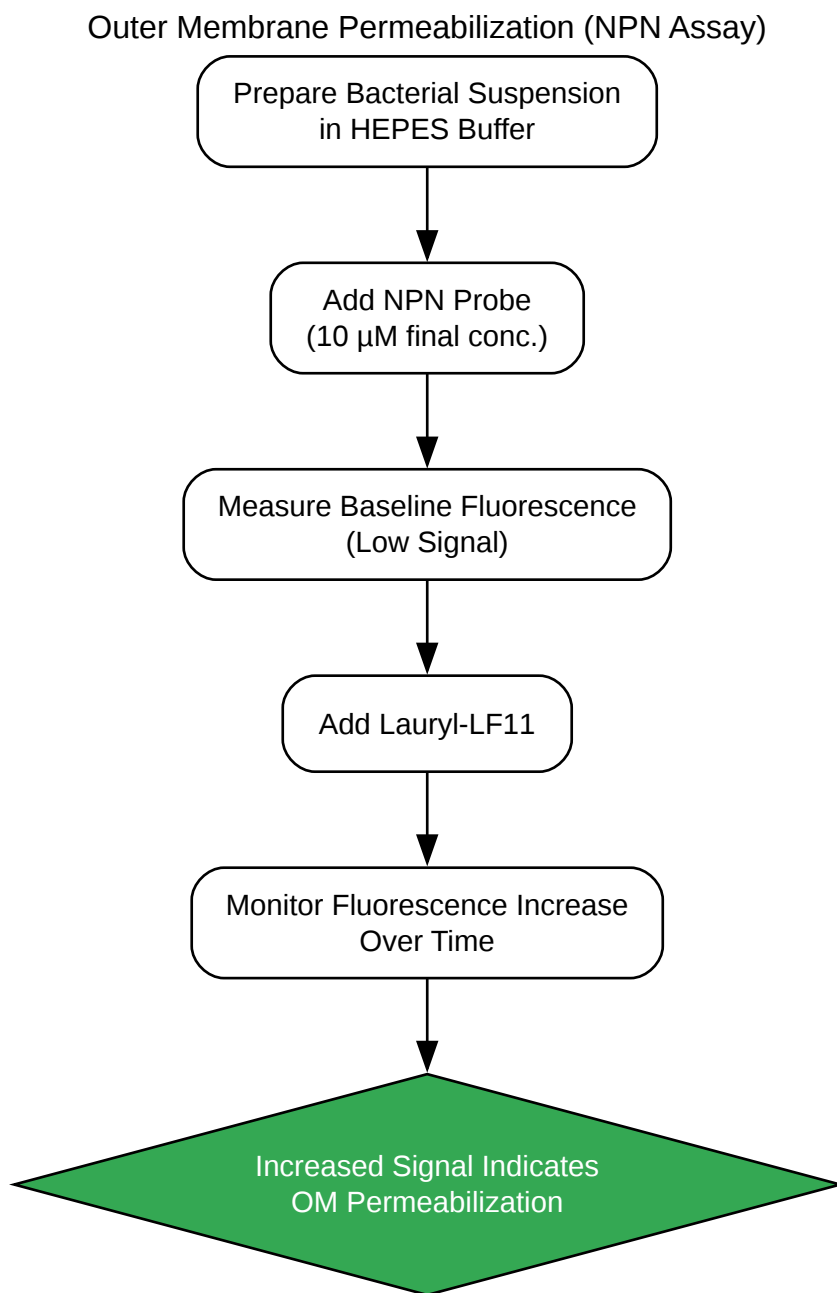 Outer Membrane Permeabilization (NPN Assay)
Prepare Bacterial Suspension
in HEPES Buffer
Add NPN Probe
(10 µM final conc.)
Measure Baseline Fluorescence
(Low Signal)
Add Lauryl-LF11
Monitor Fluorescence Increase
Over Time
Increased Signal Indicates
OM Permeabilization